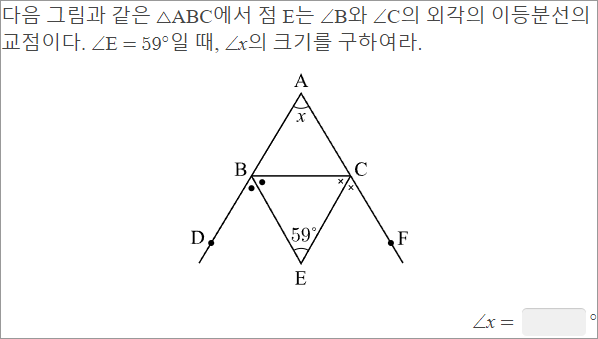 다음 그림과 같은 △ABC에서 점 E는 ∠B와 ∠C의 외각의 이등분선의
교점이다. ∠E = 59°일 때, ∠x의 크기를 구하여라.
A
x
B
C
D
59°
F
E
∠x = °